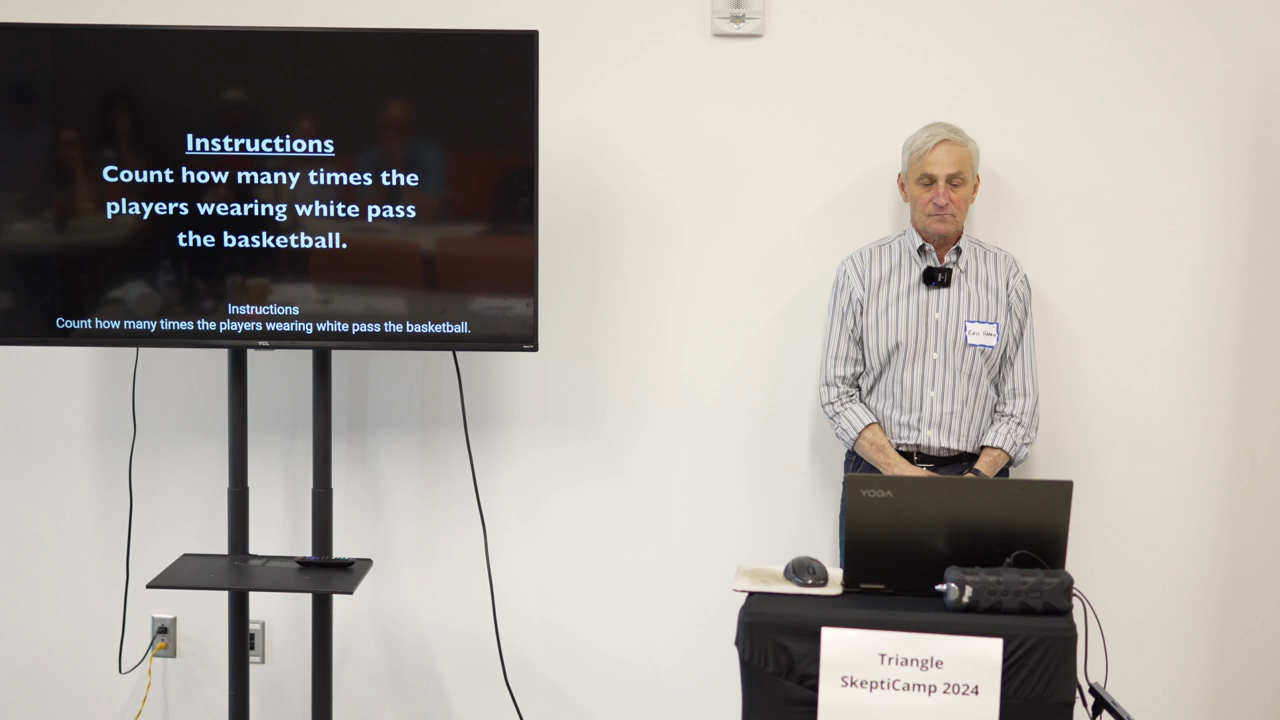 Instructions
Count how many times the
players wearing white pass
the basketball.
Instructions
Count how many times the players wearing white pass the basketball.
TCL
YOGA
Triangle
SkeptiCamp 2024